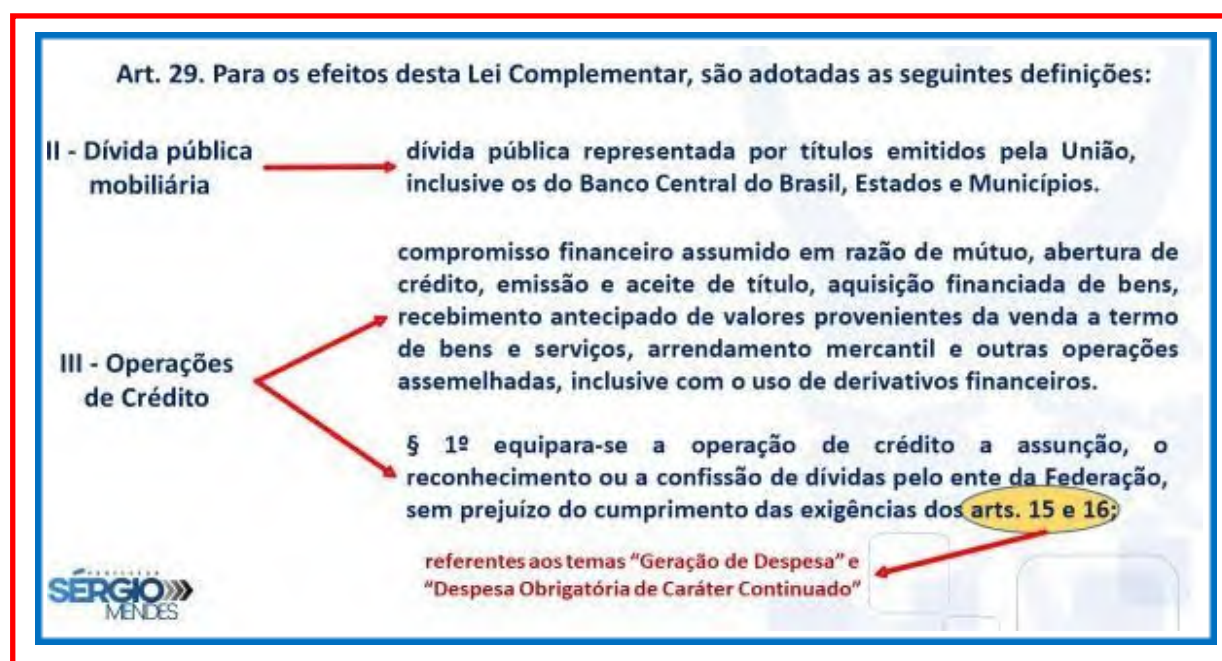 Art. 29. Para os efeitos desta Lei Complementar, são adotadas as seguintes definições:
II - Dívida pública
mobiliária
dívida pública representada por títulos emitidos pela União,
inclusive os do Banco Central do Brasil, Estados e Municípios.
III - Operações
de Crédito
compromisso financeiro assumido em razão de mútuo, abertura de
crédito, emissão e aceite de título, aquisição financiada de bens,
recebimento antecipado de valores provenientes da venda a termo
de bens e serviços, arrendamento mercantil e outras operações
assemelhadas, inclusive com o uso de derivativos financeiros.
§ 1º equipara-se a operação de crédito a assunção, o
reconhecimento ou a confissão de dívidas pelo ente da Federação,
sem prejuízo do cumprimento das exigências dos arts. 15 e 16;
referentes aos temas “Geração de Despesa” e
“Despesa Obrigatória de Caráter Continuado”
PROFESSOR
SÉRGIO
MENDES